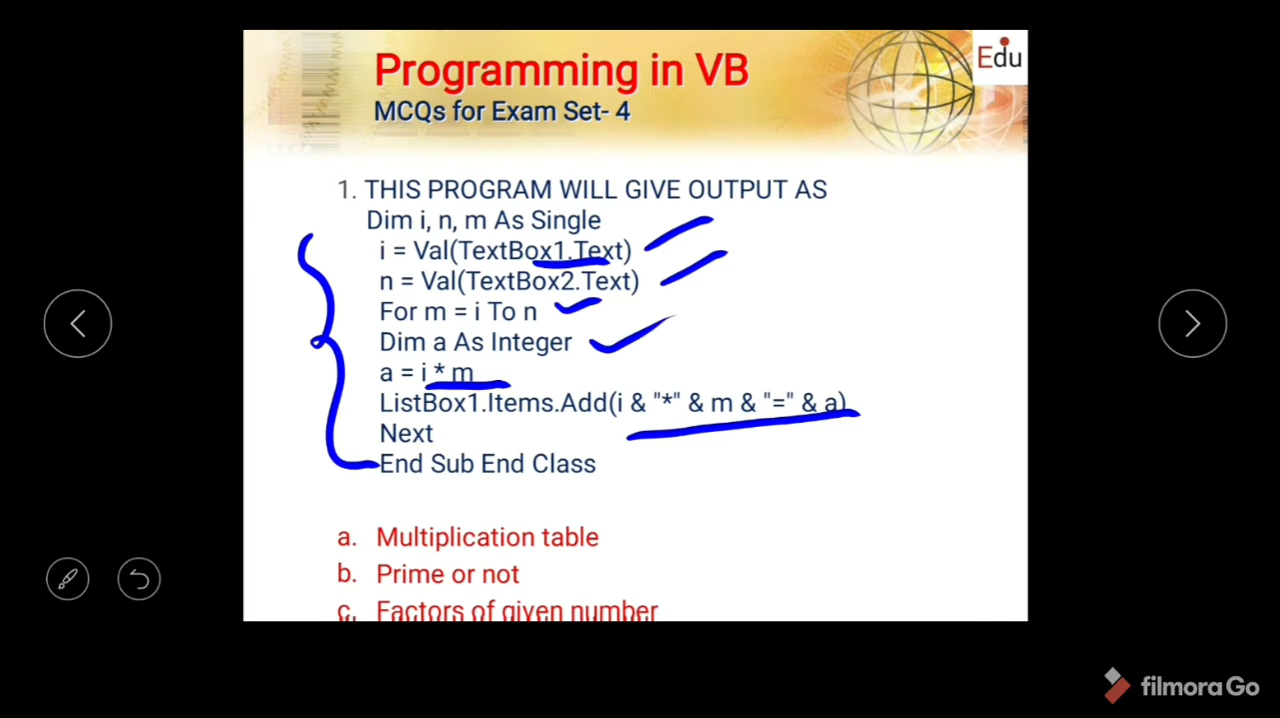 Programming in VB
Edu
MCQs for Exam Set- 4
1. THIS PROGRAM WILL GIVE OUTPUT AS
Dim i, n, m As Single
i = Val(TextBox1.Text)
n = Val(TextBox2.Text)
For m = i To n
Dim a As Integer
a = i * m
ListBox1.Items.Add(i & "*" & m & "=" & a)
Next
End Sub End Class
a. Multiplication table
b. Prime or not
c. Factors of given number
filmoraGo